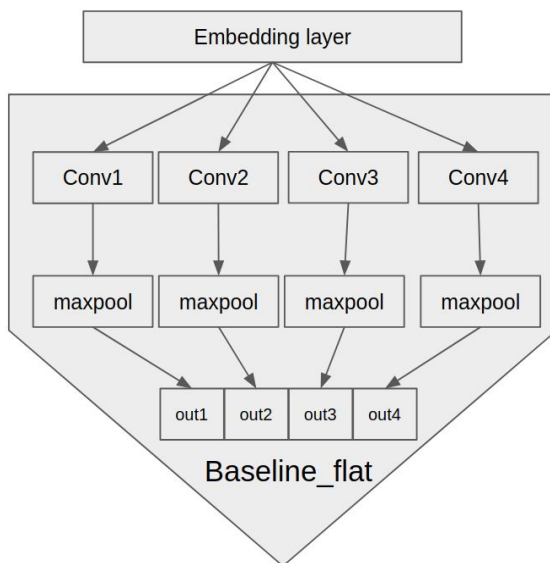 Embedding layer
Conv1 Conv2 Conv3 Conv4
maxpool maxpool maxpool maxpool
out1 out2 out3 out4
Baseline_flat